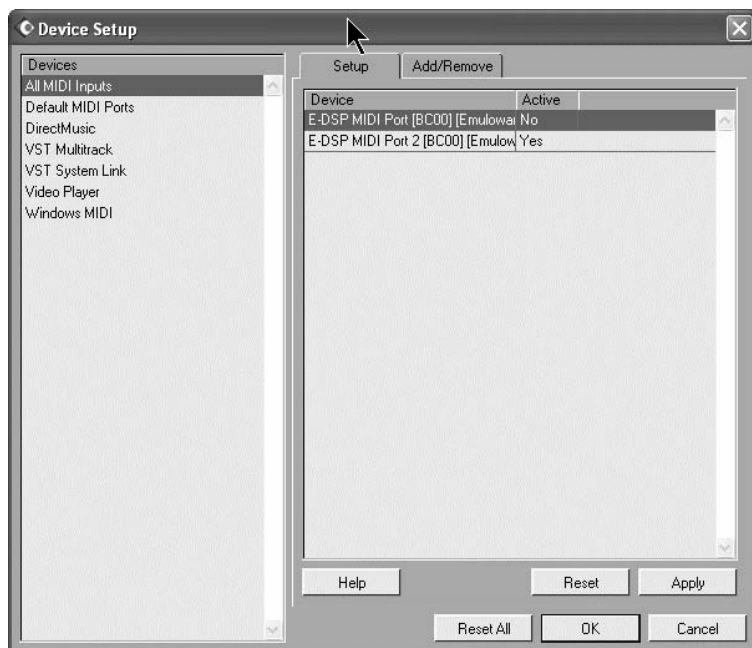 Device Setup
Devices
All MIDI Inputs
Default MIDI Ports
DirectMusic
VST Multitrack
VST System Link
Video Player
Windows MIDI
Setup Add/Remove
Device Active
E-DSP MIDI Port [BC00] [Emulowar No
E-DSP MIDI Port 2 [BC00] [Emulow Yes
Help Reset Apply
Reset All OK Cancel